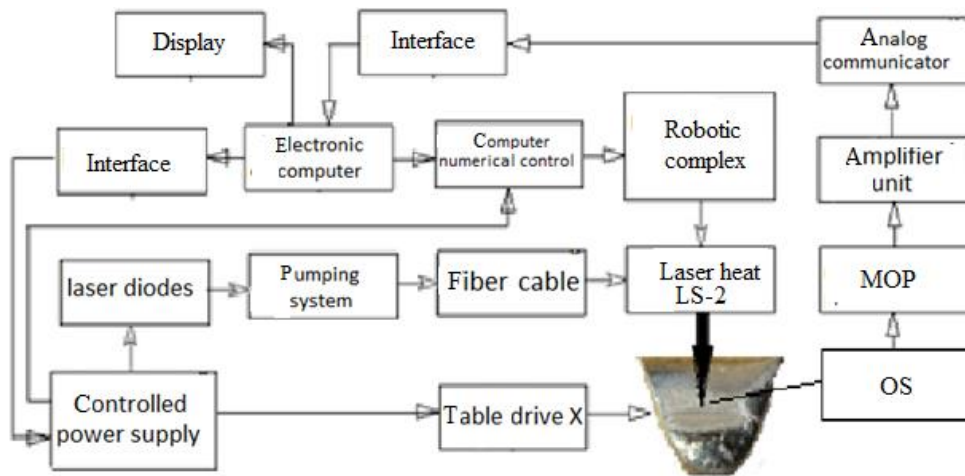 Display
Interface
Analog
communicator
Interface
Electronic
computer
Computer
numerical control
Robotic
complex
Amplifier
unit
laser diodes
Pumping
system
Fiber cable
Laser heat
LS-2
MOP
Controlled
power supply
Table drive X
OS